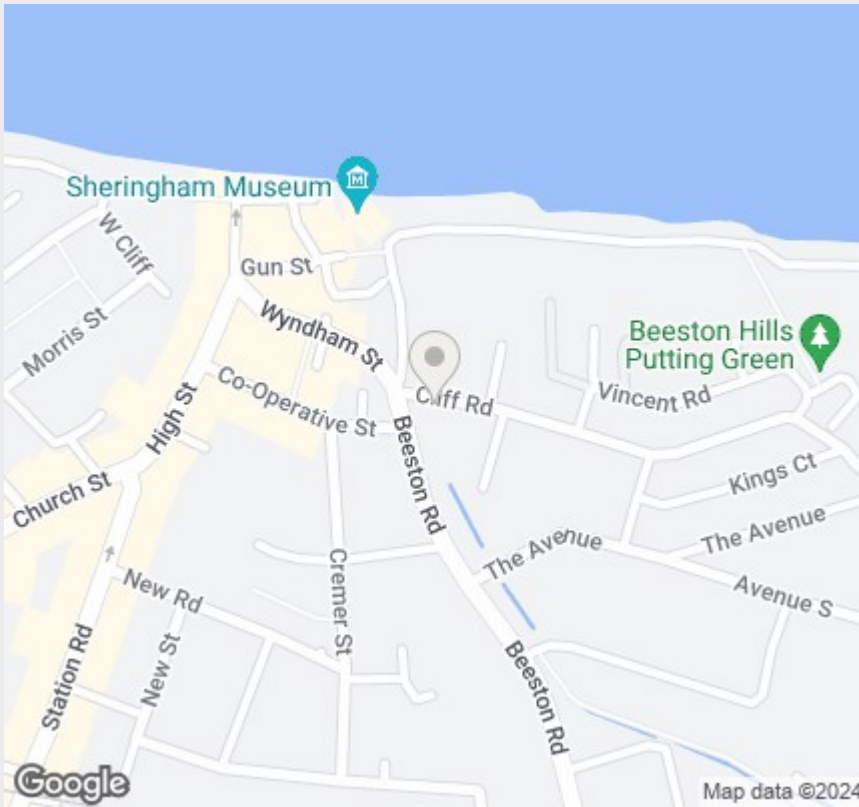 Sheringham Museum
W Cliff
Gun St
Morris St
Wyndham St
Beeston Hills
Putting Green
Co-Operative St
Cliff Rd
Vincent Rd
High St
Beeston Rd
Church St
Kings Ct
The Avenue
The Avenue
New Rd
Cremer St
Avenue S
New St
Station Rd
Beeston Rd
Google
Map data ©2024